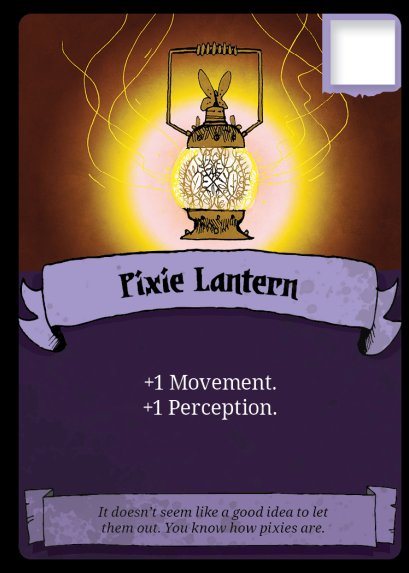 Pixie Lantern
+1 Movement.
+1 Perception.
It doesn't seem like a good idea to let
them out. You know how pixies are.